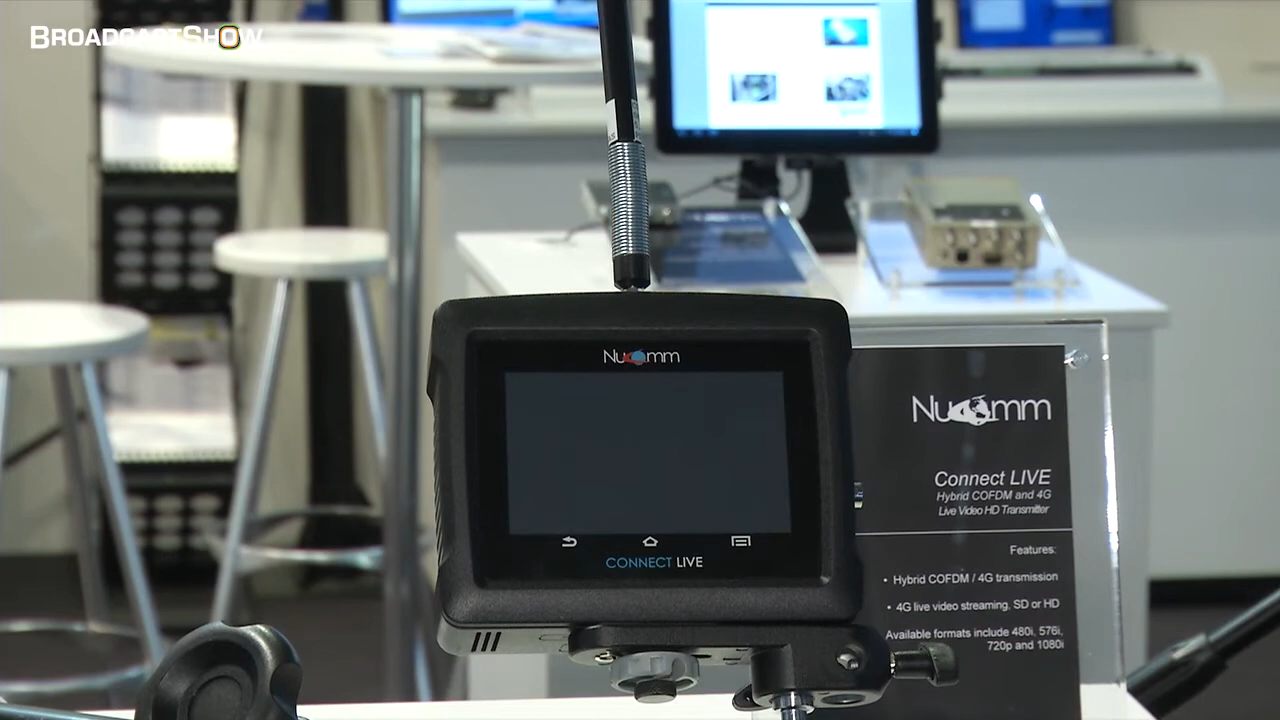 BROADCASTSHOW
Nucomm
CONNECT LIVE
Nucomm
Connect LIVE
Hybrid COFDM and 4G
Live Video HD Transmitter
Features:
• Hybrid COFDM / 4G transmission
• 4G live video streaming, SD or HD
Available formats include 480i, 576i,
720p and 1080i